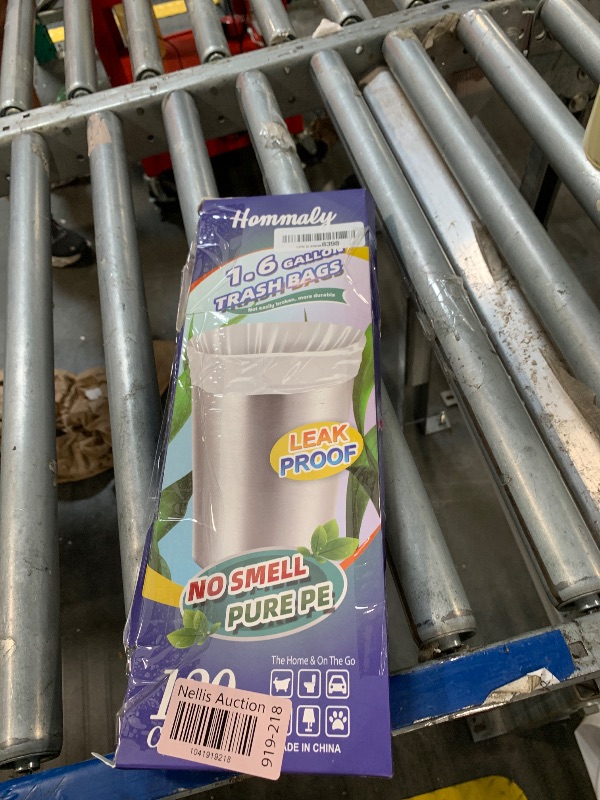 Hommaly
1.6 GALLON
TRASH BAGS
Not easily broken, more durable
LEAK
PROOF
NO SMELL
PURE PE
The Home & On The Go
Nellis Auction
1041919218
919-218
MADE IN CHINA